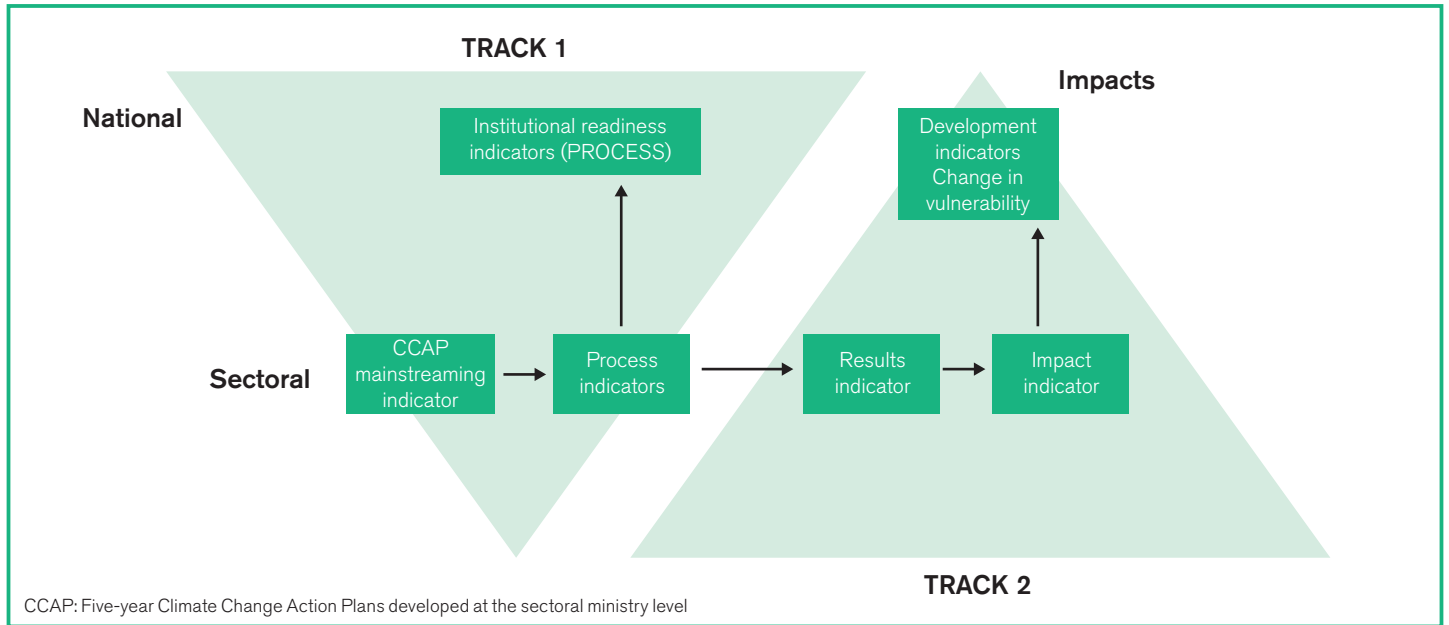 TRACK 1
National
Impacts
Institutional readiness
indicators (PROCESS)
Development
indicators
Change in
vulnerability
Sectoral
CCAP
mainstreaming
indicator
Process
indicators
Results
indicator
Impact
indicator
TRACK 2
CCAP: Five-year Climate Change Action Plans developed at the sectoral ministry level